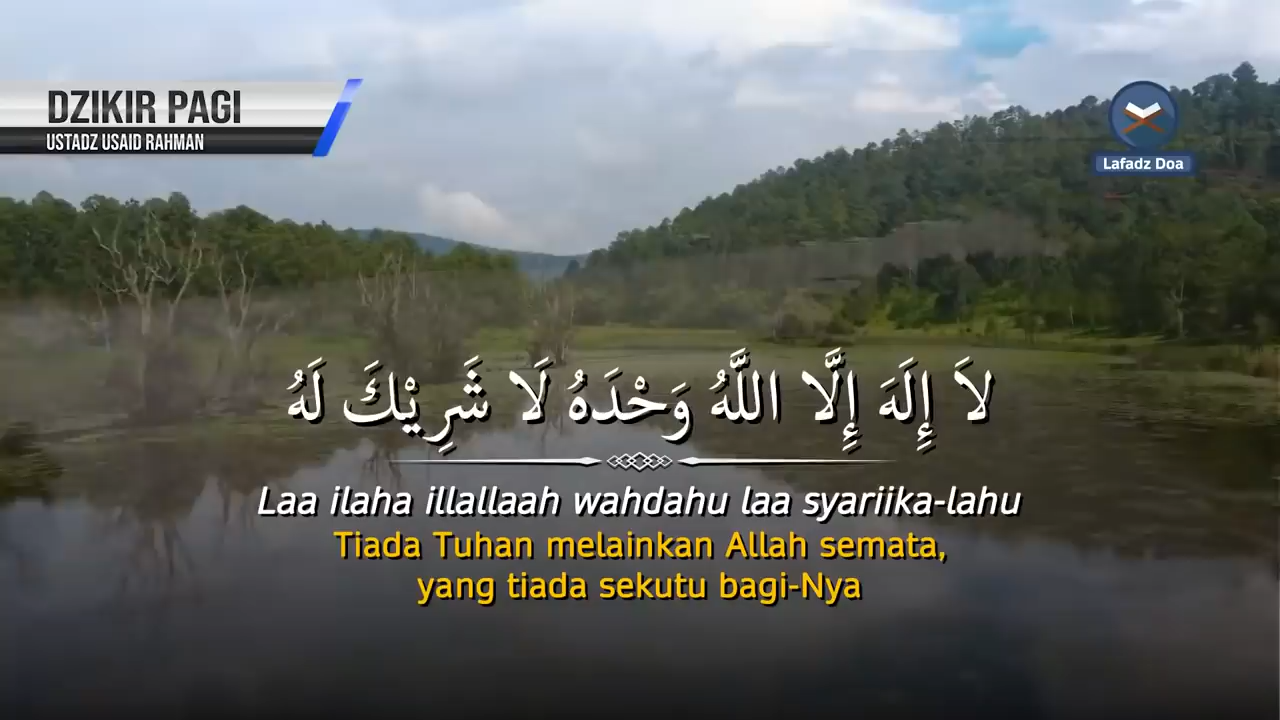 DZIKIR PAGI
USTADZ USAID RAHMAN
Lafadz Doa
لاَ إِلَهَ إِلَّا اللَّهُ وَحْدَهُ لَا شَرِيْكَ لَهُ
Laa ilaha illallaah wahdahu laa syariika-lahu
Tiada Tuhan melainkan Allah semata,
yang tiada sekutu bagi-Nya